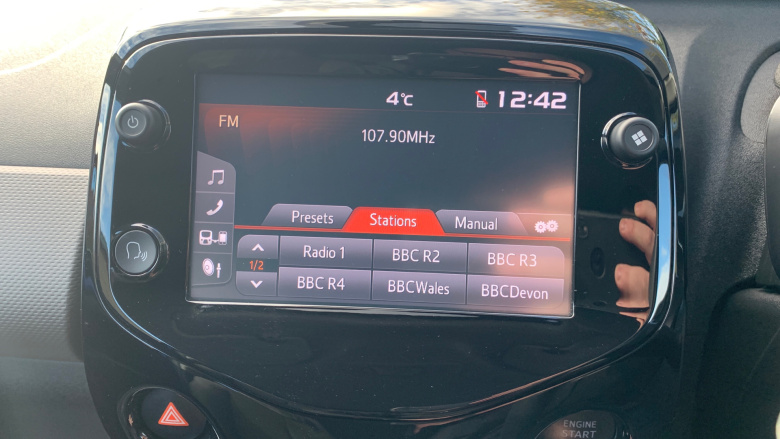 4°C 12:42
FM
107.90MHz
Presets Stations Manual
1/2 Radio 1 BBC R2 BBC R3
BBC R4 BBCWales BBCDevon
ENGINE
START